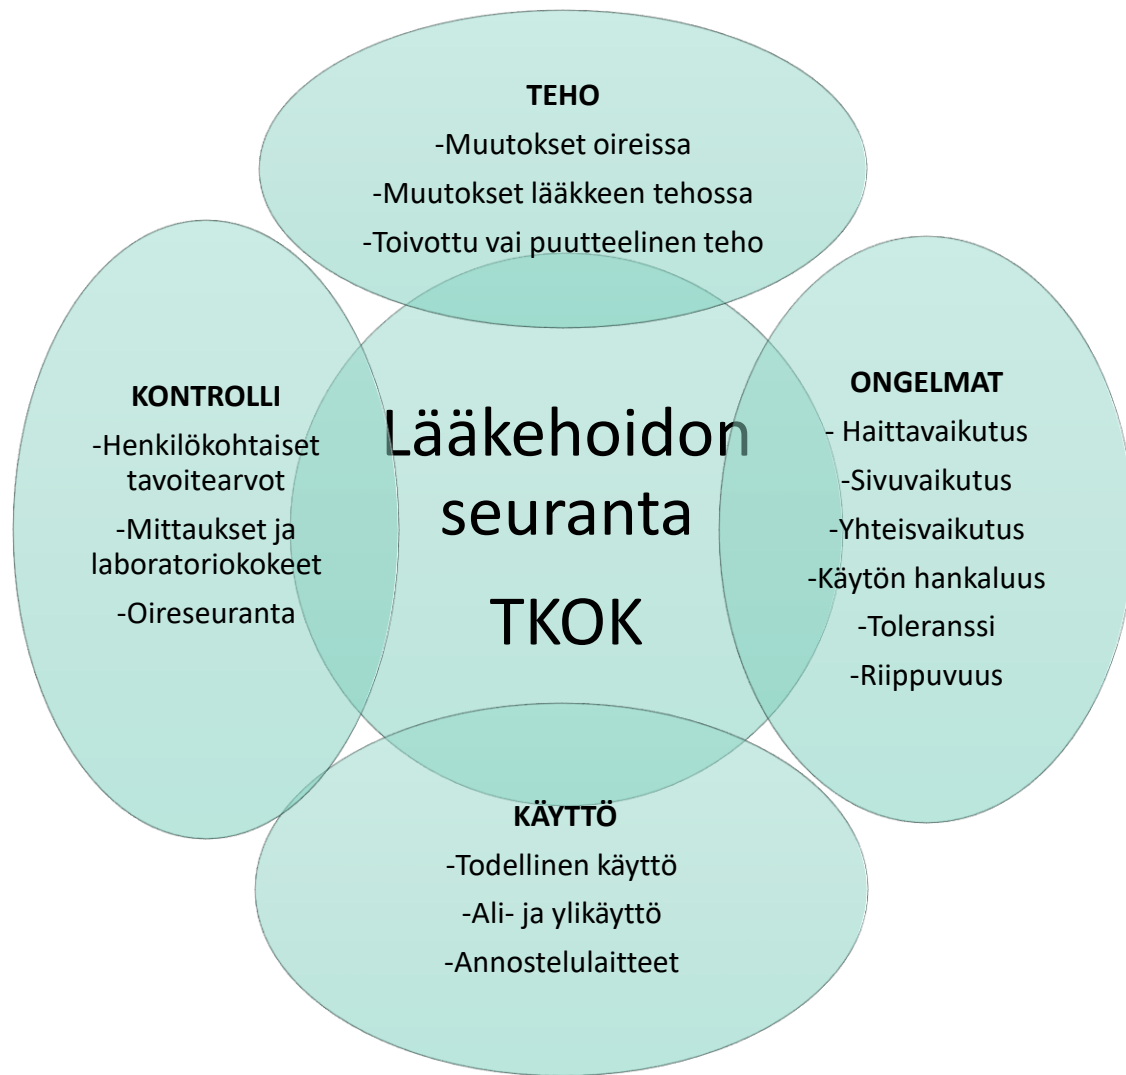 TEHO
-Muutokset oireissa
-Muutokset lääkkeen tehossa
-Toivottu vai puutteelinen teho
KONTROLLI
-Henkilökohtaiset
tavoitearvot
-Mittaukset ja
laboratoriokokeet
-Oireseuranta
Lääkehoidon
seuranta
TKOK
ONGELMAT
- Haittavaikutus
-Sivuvaikutus
-Yhteisvaikutus
-Käytön hankaluus
-Toleranssi
-Riippuvuus
KÄYTTÖ
-Todellinen käyttö
-Ali- ja ylikäyttö
-Annostelulaitteet